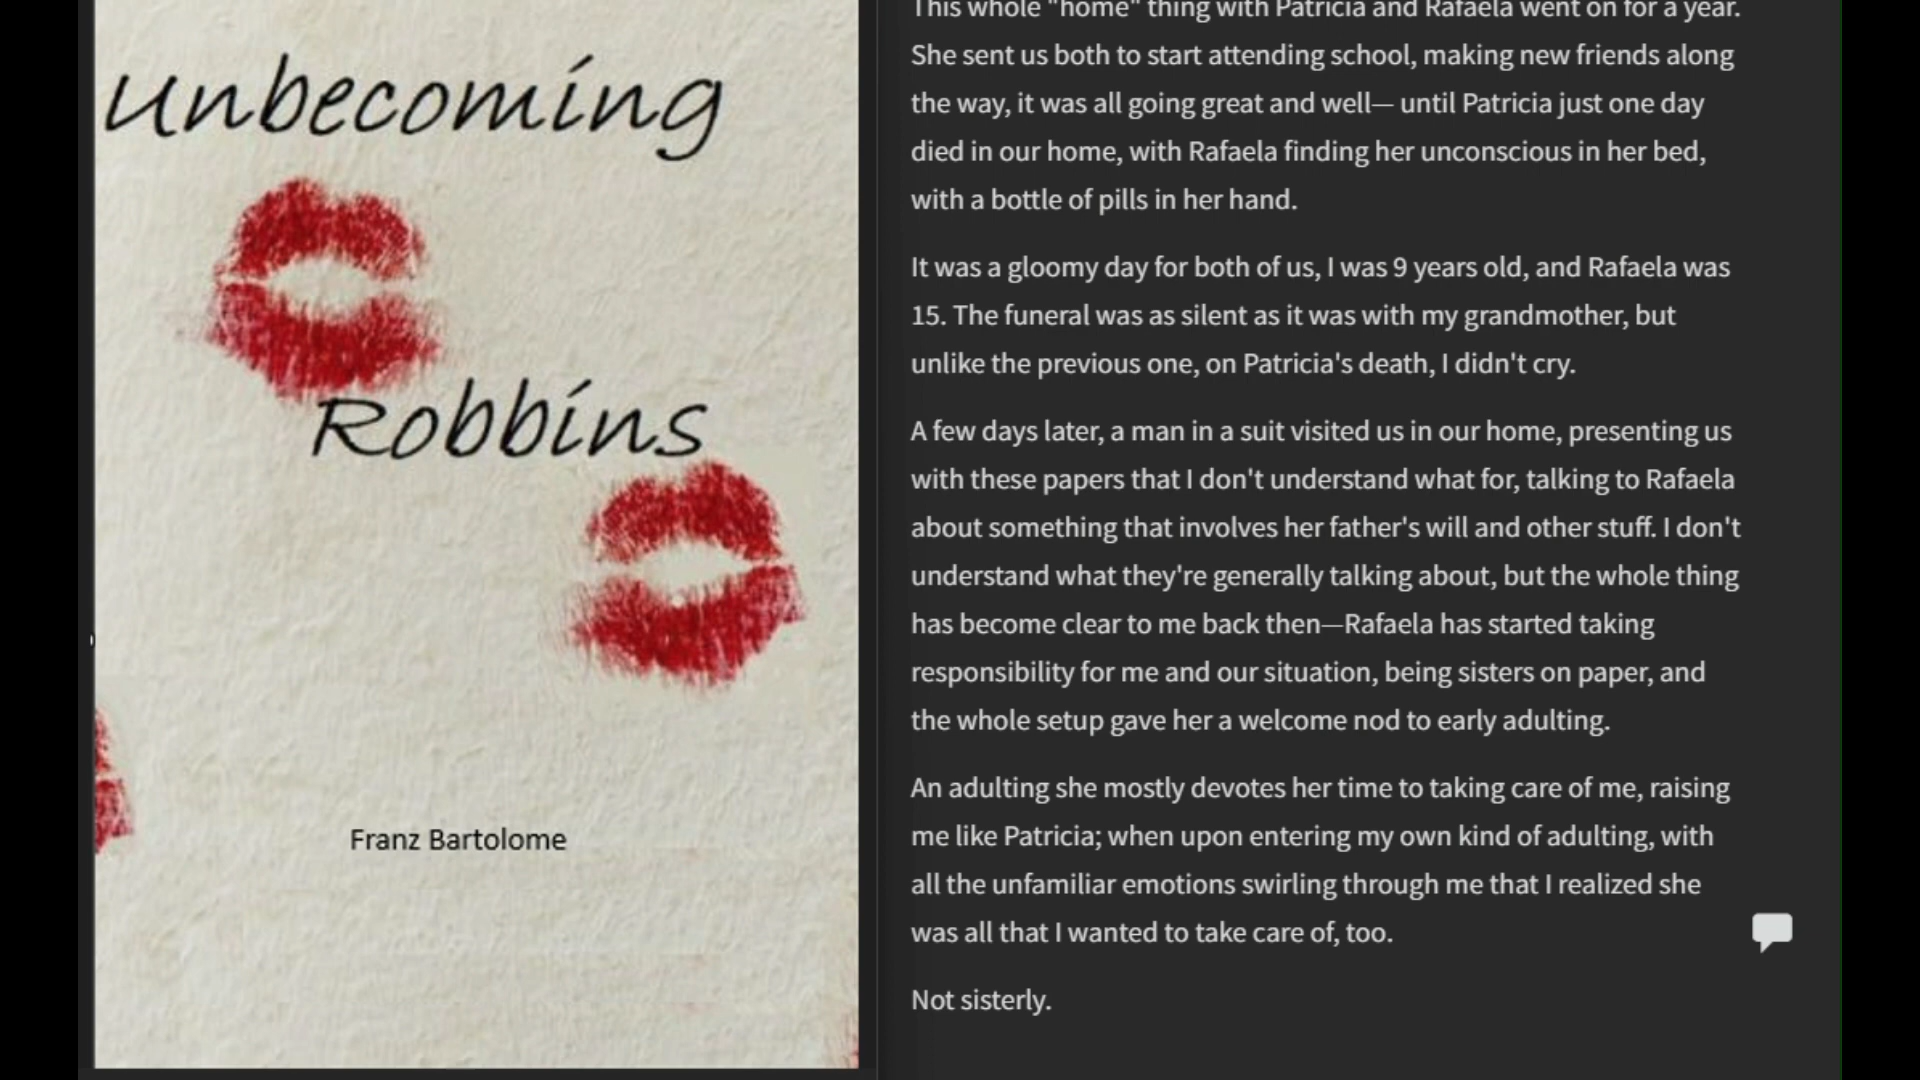 Unbecoming
Robbins
Franz Bartolome
This whole "home" thing with Patricia and Rafaela went on for a year.
She sent us both to start attending school, making new friends along
the way, it was all going great and well— until Patricia just one day
died in our home, with Rafaela finding her unconscious in her bed,
with a bottle of pills in her hand.
It was a gloomy day for both of us, I was 9 years old, and Rafaela was
15. The funeral was as silent as it was with my grandmother, but
unlike the previous one, on Patricia's death, I didn't cry.
A few days later, a man in a suit visited us in our home, presenting us
with these papers that I don't understand what for, talking to Rafaela
about something that involves her father's will and other stuff. I don't
understand what they're generally talking about, but the whole thing
has become clear to me back then—Rafaela has started taking
responsibility for me and our situation, being sisters on paper, and
the whole setup gave her a welcome nod to early adulting.
An adulting she mostly devotes her time to taking care of me, raising
me like Patricia; when upon entering my own kind of adulting, with
all the unfamiliar emotions swirling through me that I realized she
was all that I wanted to take care of, too.
Not sisterly.